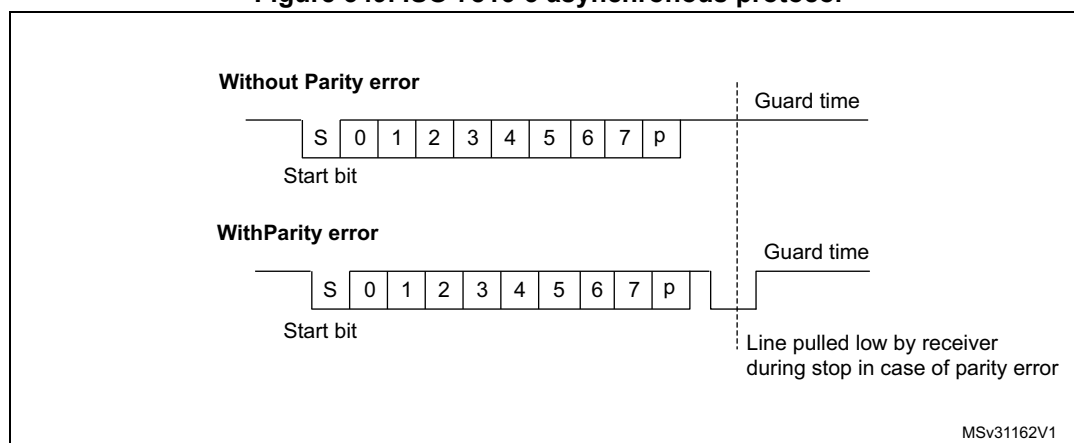 Without Parity error
Guard time
S 0 1 2 3 4 5 6 7 p
Start bit
WithParity error
Guard time
S 0 1 2 3 4 5 6 7 p
Start bit
Line pulled low by receiver
during stop in case of parity error
MSv31162V1